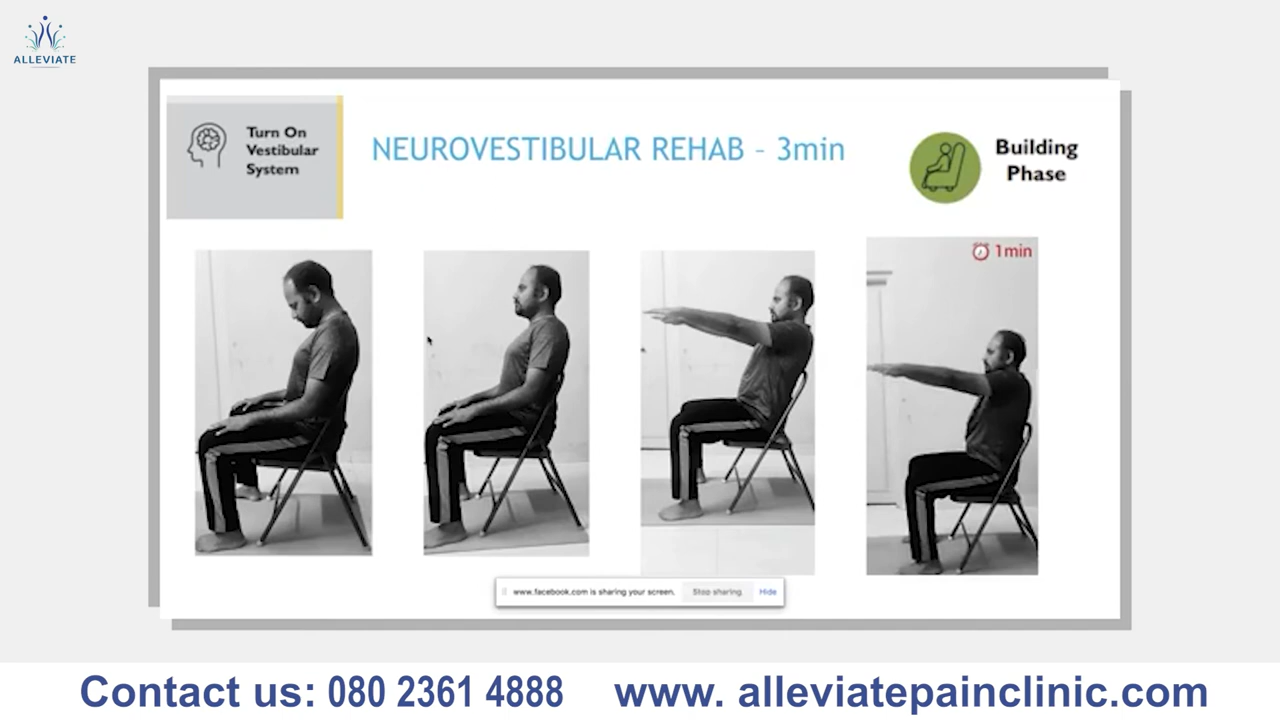 ALLEVIATE
Turn On
Vestibular
System
NEUROVESTIBULAR REHAB – 3min
Building
Phase
1min
www.facebook.com is sharing your screen.
Stop sharing.
Hide
Contact us: 080 2361 4888
www. alleviatepainclinic.com